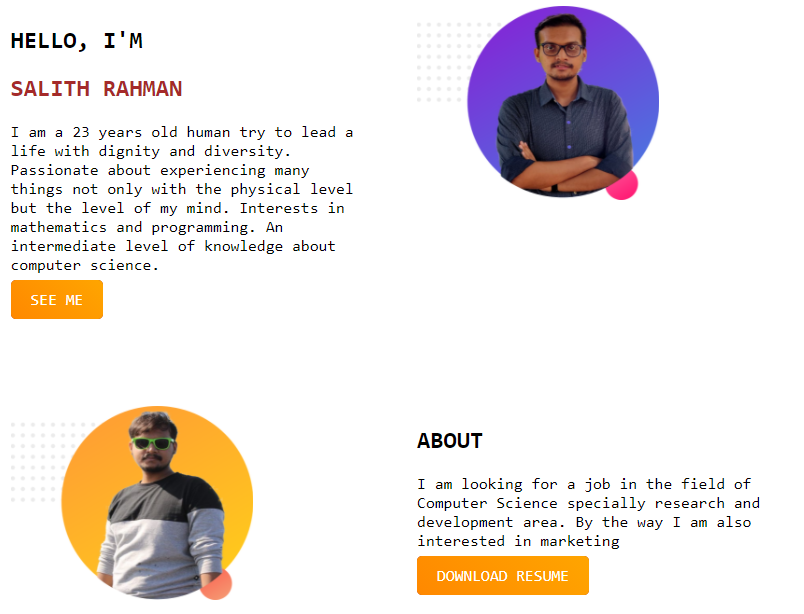 HELLO, I'M
SALITH RAHMAN
I am a 23 years old human try to lead a
life with dignity and diversity.
Passionate about experiencing many
things not only with the physical level
but the level of my mind. Interests in
mathematics and programming. An
intermediate level of knowledge about
computer science.
SEE ME
ABOUT
I am looking for a job in the field of
Computer Science specially research and
development area. By the way I am also
interested in marketing
DOWNLOAD RESUME